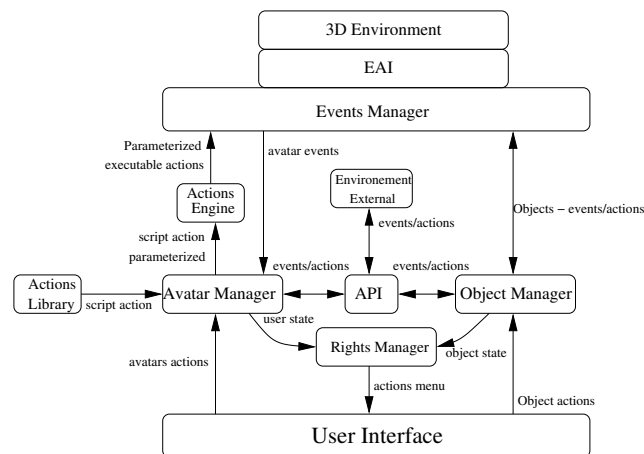 3D Environment
EAI
Events Manager
Parameterized
executable actions
avatar events
Environement
External
Actions
Engine
Objects − events/actions
events/actions
script action
parameterized
events/actions
events/actions
Actions
Library
script action
Avatar Manager
API
Object Manager
user state
Rights Manager
object state
avatars actions
actions menu
Object actions
User Interface